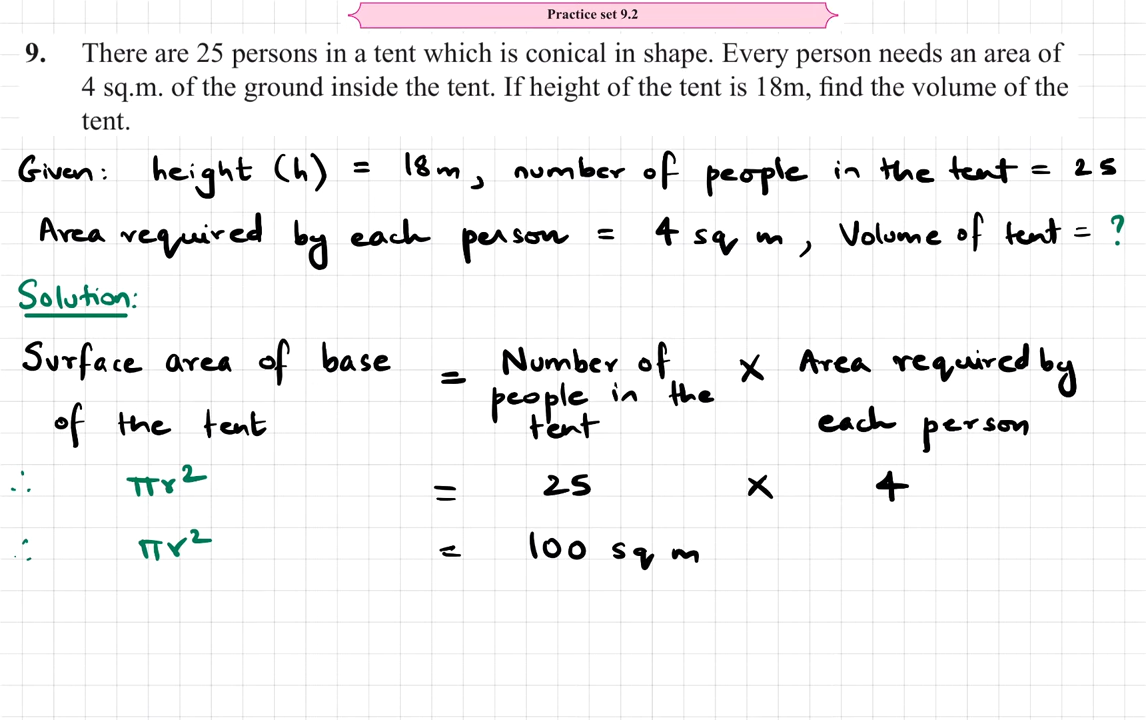 Practice set 9.2
9. There are 25 persons in a tent which is conical in shape. Every person needs an area of
4 sq.m. of the ground inside the tent. If height of the tent is 18m, find the volume of the
tent.
Given: height (h) = 18m, number of people in the tent = 25
Area required by each person = 4 sq m, Volume of tent = ?
Solution:
Surface area of base of the tent = Number of people in the tent × Area required by each person
∴ πr² = 25 × 4
∴ πr² = 100 sq m